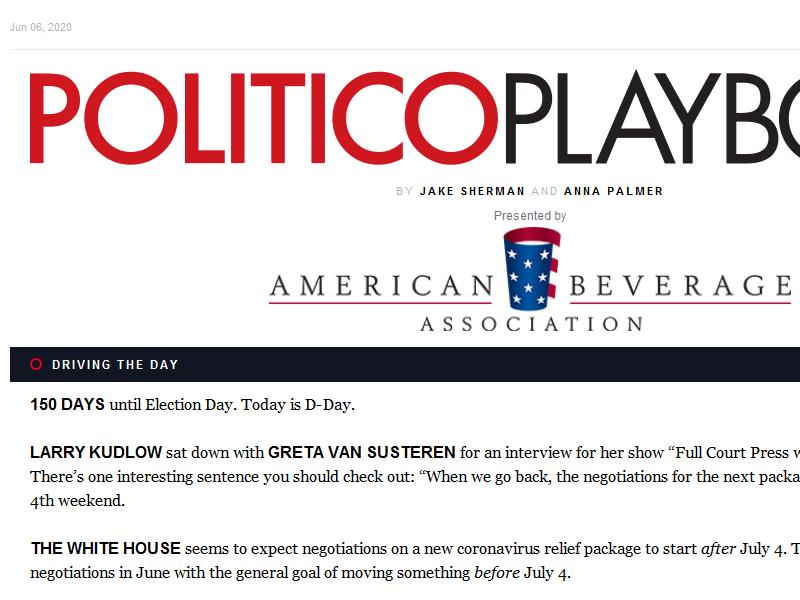 Jun 06, 2020
POLITICOPLAYBO
BY JAKE SHERMAN AND ANNA PALMER
Presented by
AMERICAN BEVERAGE
ASSOCIATION
DRIVING THE DAY
150 DAYS until Election Day. Today is D-Day.
LARRY KUDLOW sat down with GRETA VAN SUSTEREN for an interview for her show “Full Court Press w
There’s one interesting sentence you should check out: “When we go back, the negotiations for the next packa
4th weekend.
THE WHITE HOUSE seems to expect negotiations on a new coronavirus relief package to start after July 4. T
negotiations in June with the general goal of moving something before July 4.